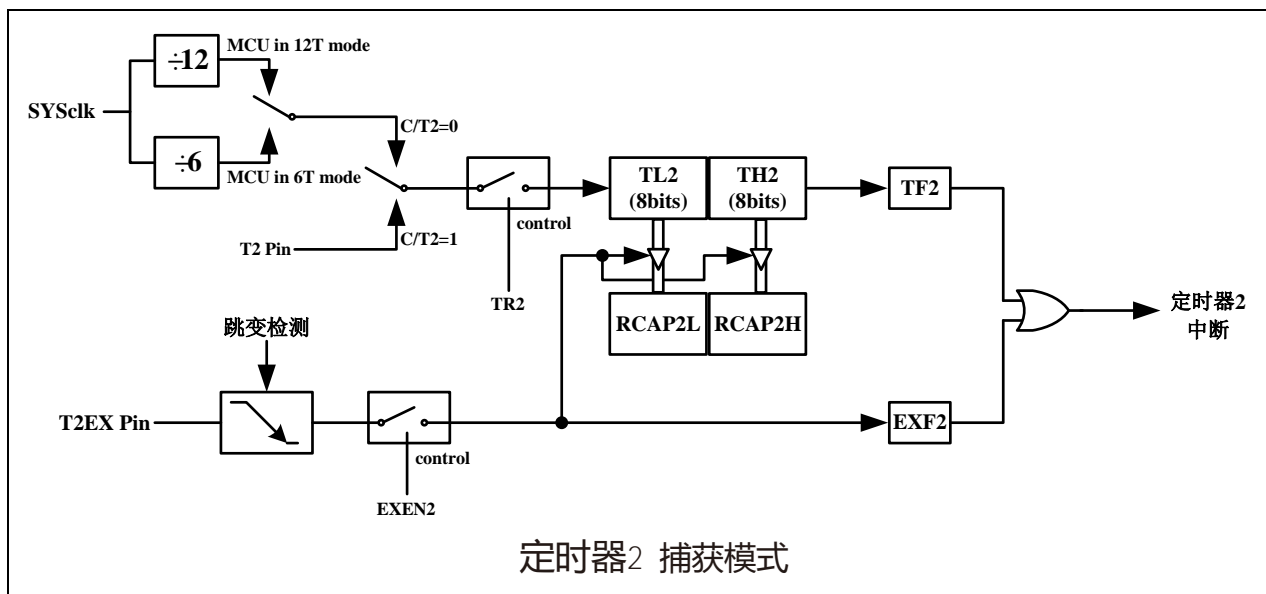 ÷12
MCU in 12T mode
SYSclk
C/T2=0
÷6
MCU in 6T mode
TL2
(8bits)
TH2
(8bits)
TF2
control
T2 Pin
C/T2=1
TR2
RCAP2L
RCAP2H
定时器2
中断
跳变检测
T2EX Pin
EXF2
control
EXEN2
定时器2 捕获模式